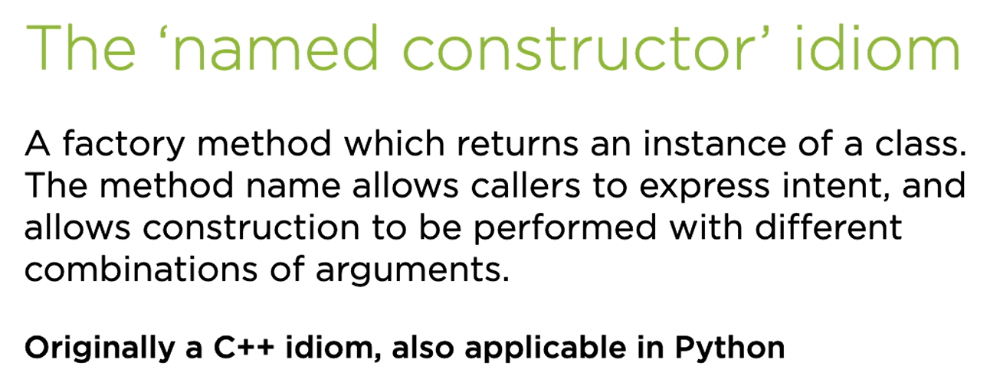 The ‘named constructor’ idiom
A factory method which returns an instance of a class.
The method name allows callers to express intent, and
allows construction to be performed with different
combinations of arguments.
Originally a C++ idiom, also applicable in Python